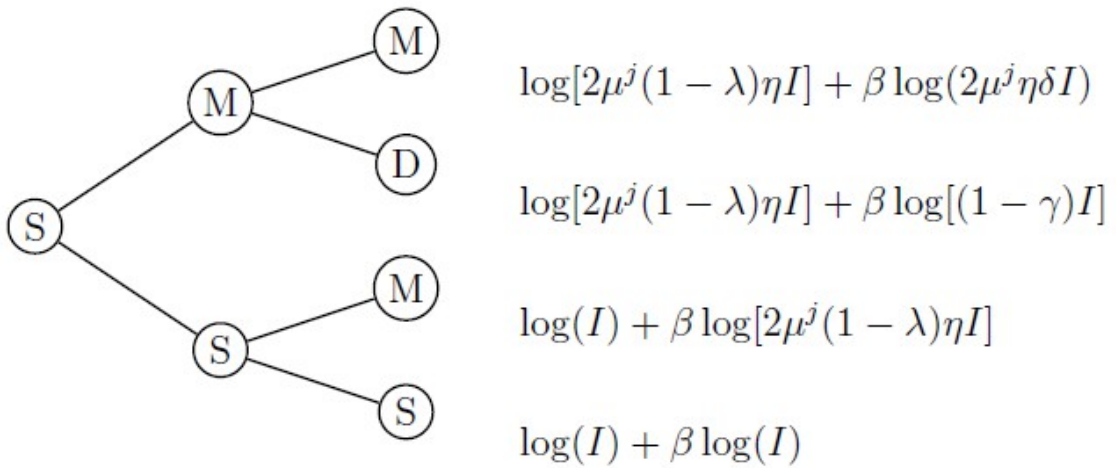 M
log[2μ^j(1 − λ)ηI] + β log(2μ^jηδI)
M
D
log[2μ^j(1 − λ)ηI] + β log[(1 − γ)I]
S
M
log(I) + β log[2μ^j(1 − λ)ηI]
S
S
log(I) + β log(I)